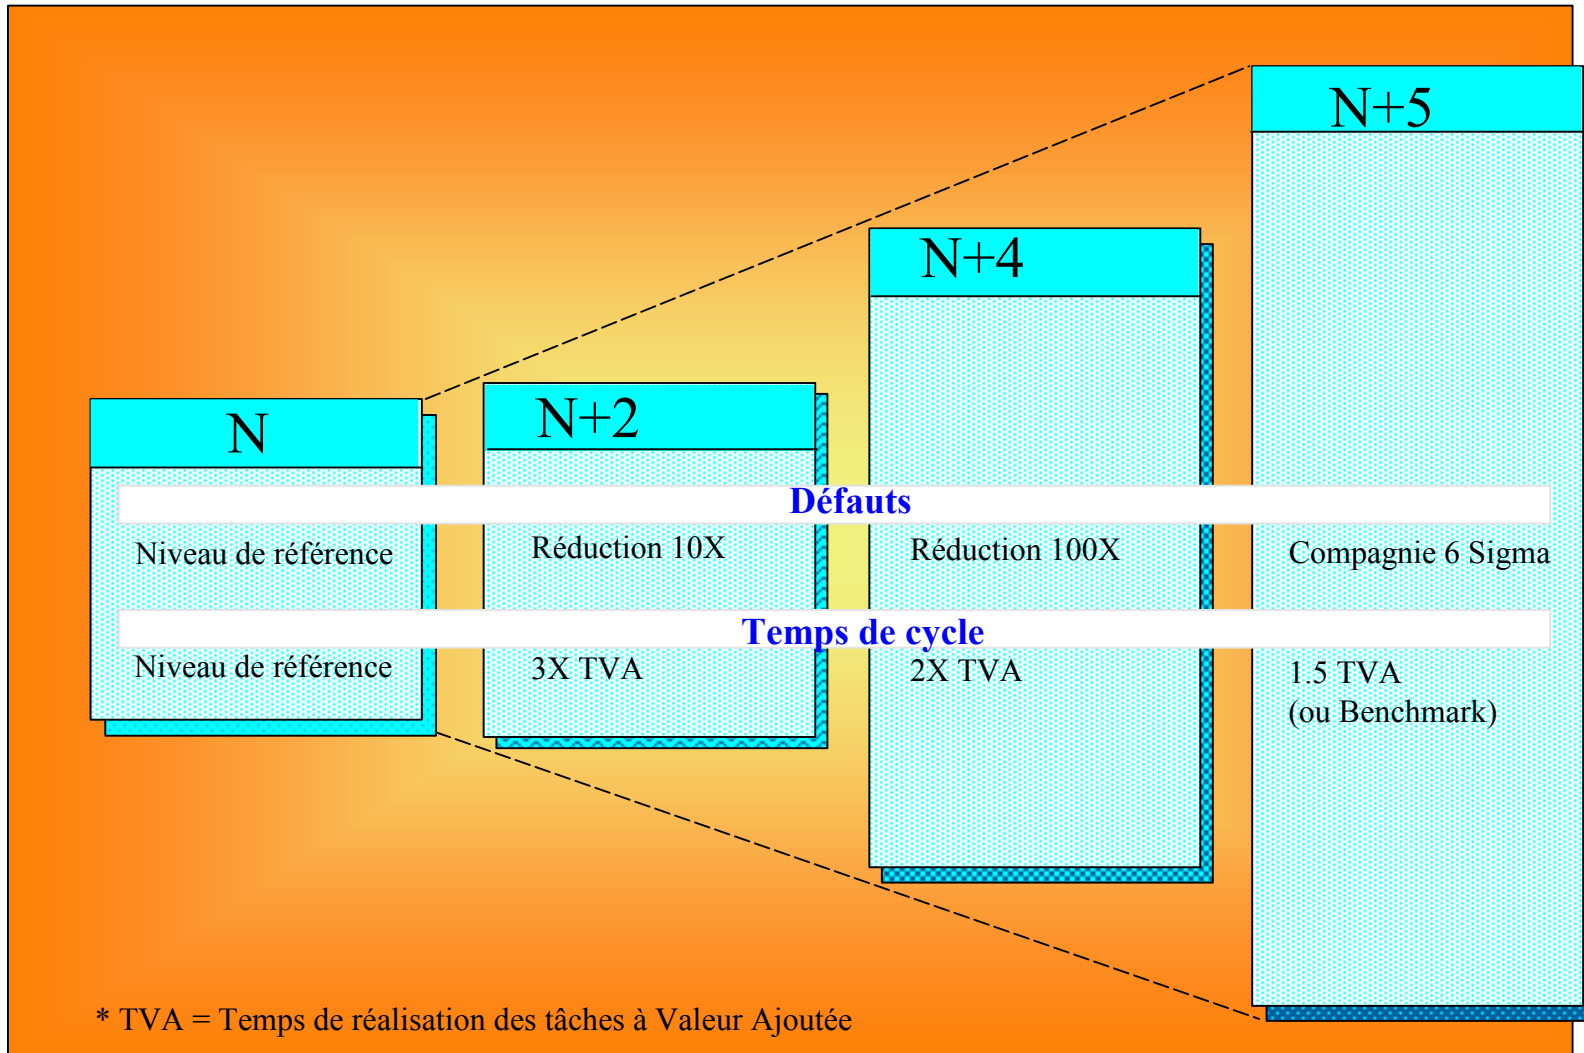 N
N+2
N+4
N+5
Défauts
Niveau de référence
Réduction 10X
Réduction 100X
Compagnie 6 Sigma
Temps de cycle
Niveau de référence
3X TVA
2X TVA
1.5 TVA
(ou Benchmark)
* TVA = Temps de réalisation des tâches à Valeur Ajoutée